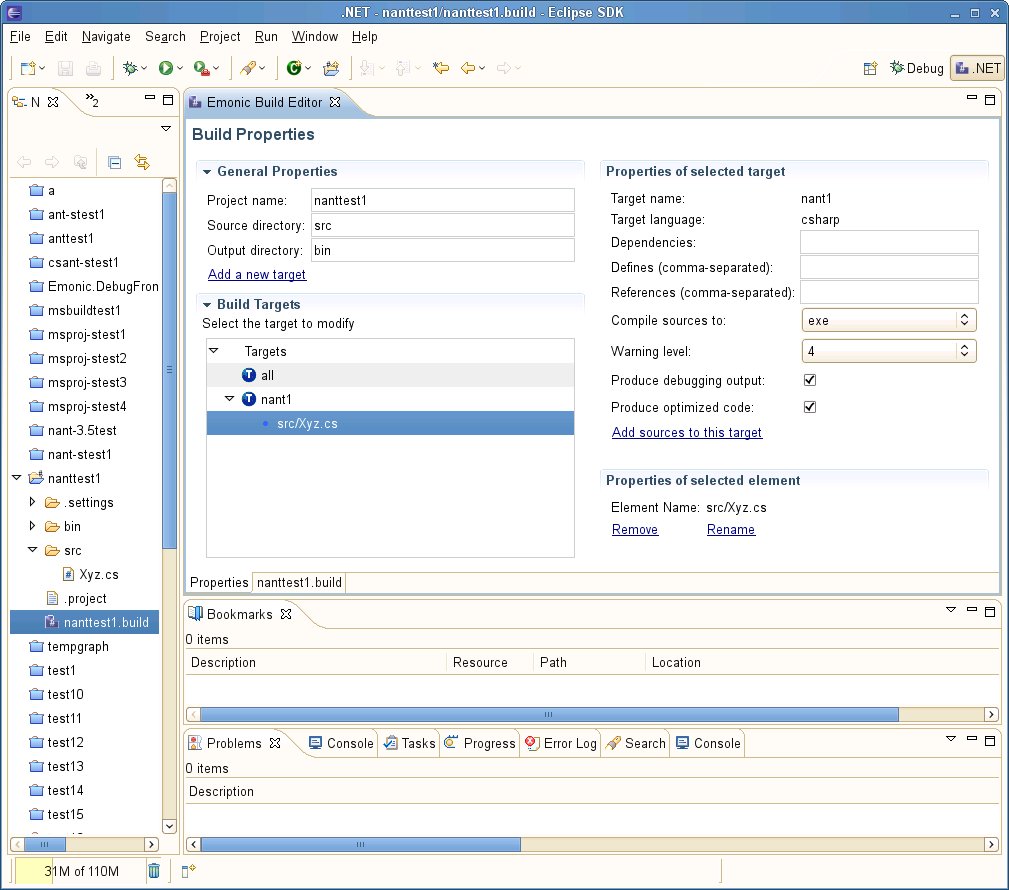 .NET - nanttest1/nanttest1.build - Eclipse SDK
File Edit Navigate Search Project Run Window Help
Debug .NET
N »2
a
ant-stest1
anttest1
csant-stest1
Emonic.DebugFron
msbuildtest1
msproj-stest1
msproj-stest2
msproj-stest3
msproj-stest4
nant-3.5test
nant-stest1
nanttest1
.settings
bin
src
Xyz.cs
.project
nanttest1.build
tempgraph
test1
test10
test11
test12
test13
test14
test15
Emonic Build Editor
Build Properties
General Properties
Project name: nanttest1
Source directory: src
Output directory: bin
Add a new target
Build Targets
Select the target to modify
Targets
T all
T nant1
src/Xyz.cs
Properties of selected target
Target name: nant1
Target language: csharp
Dependencies:
Defines (comma-separated):
References (comma-separated):
Compile sources to: exe
Warning level: 4
Produce debugging output:
Produce optimized code:
Add sources to this target
Properties of selected element
Element Name: src/Xyz.cs
Remove Rename
Properties nanttest1.build
Bookmarks
0 items
Description Resource Path Location
Problems Console Tasks Progress Error Log Search Console
0 items
Description
31M of 110M